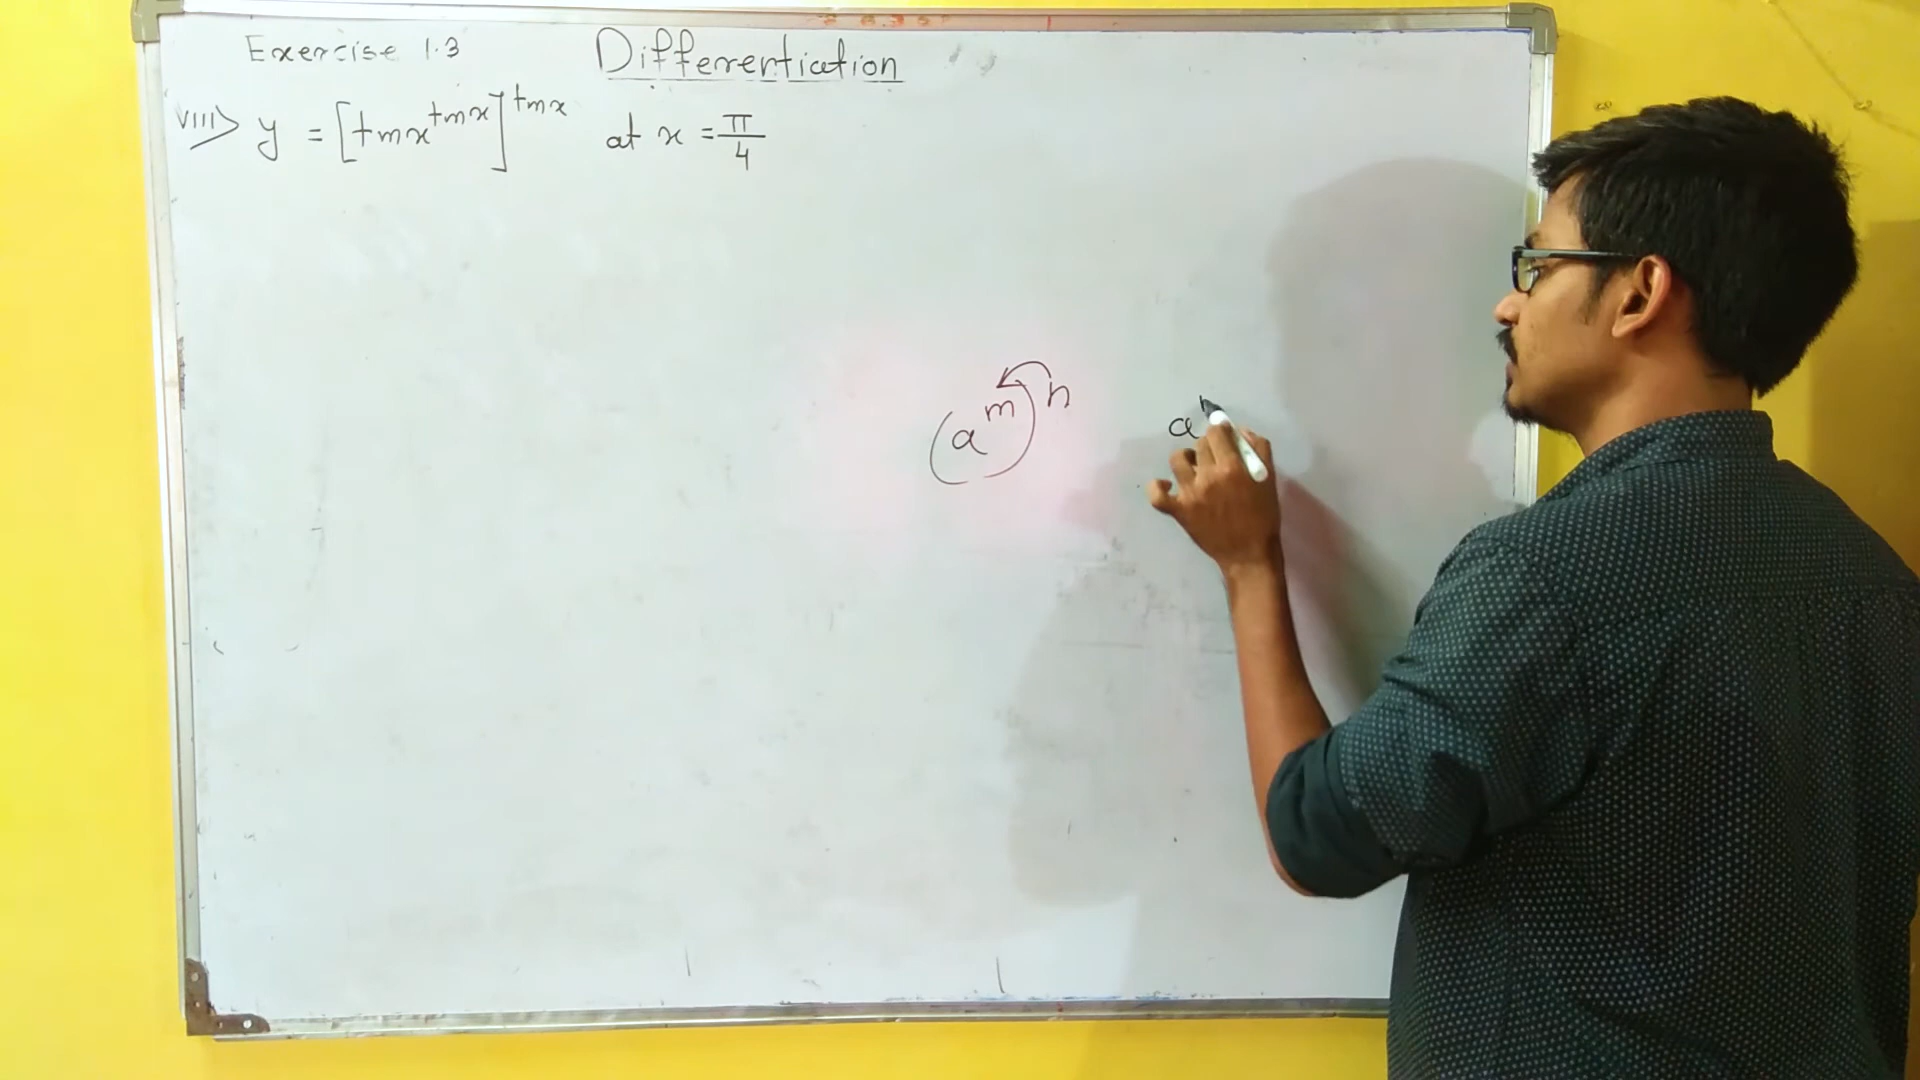 Exercise 1.3 Differentiation
VIII> y = [tanx^tanx]^tanx at x = π/4
(a^m)^n a